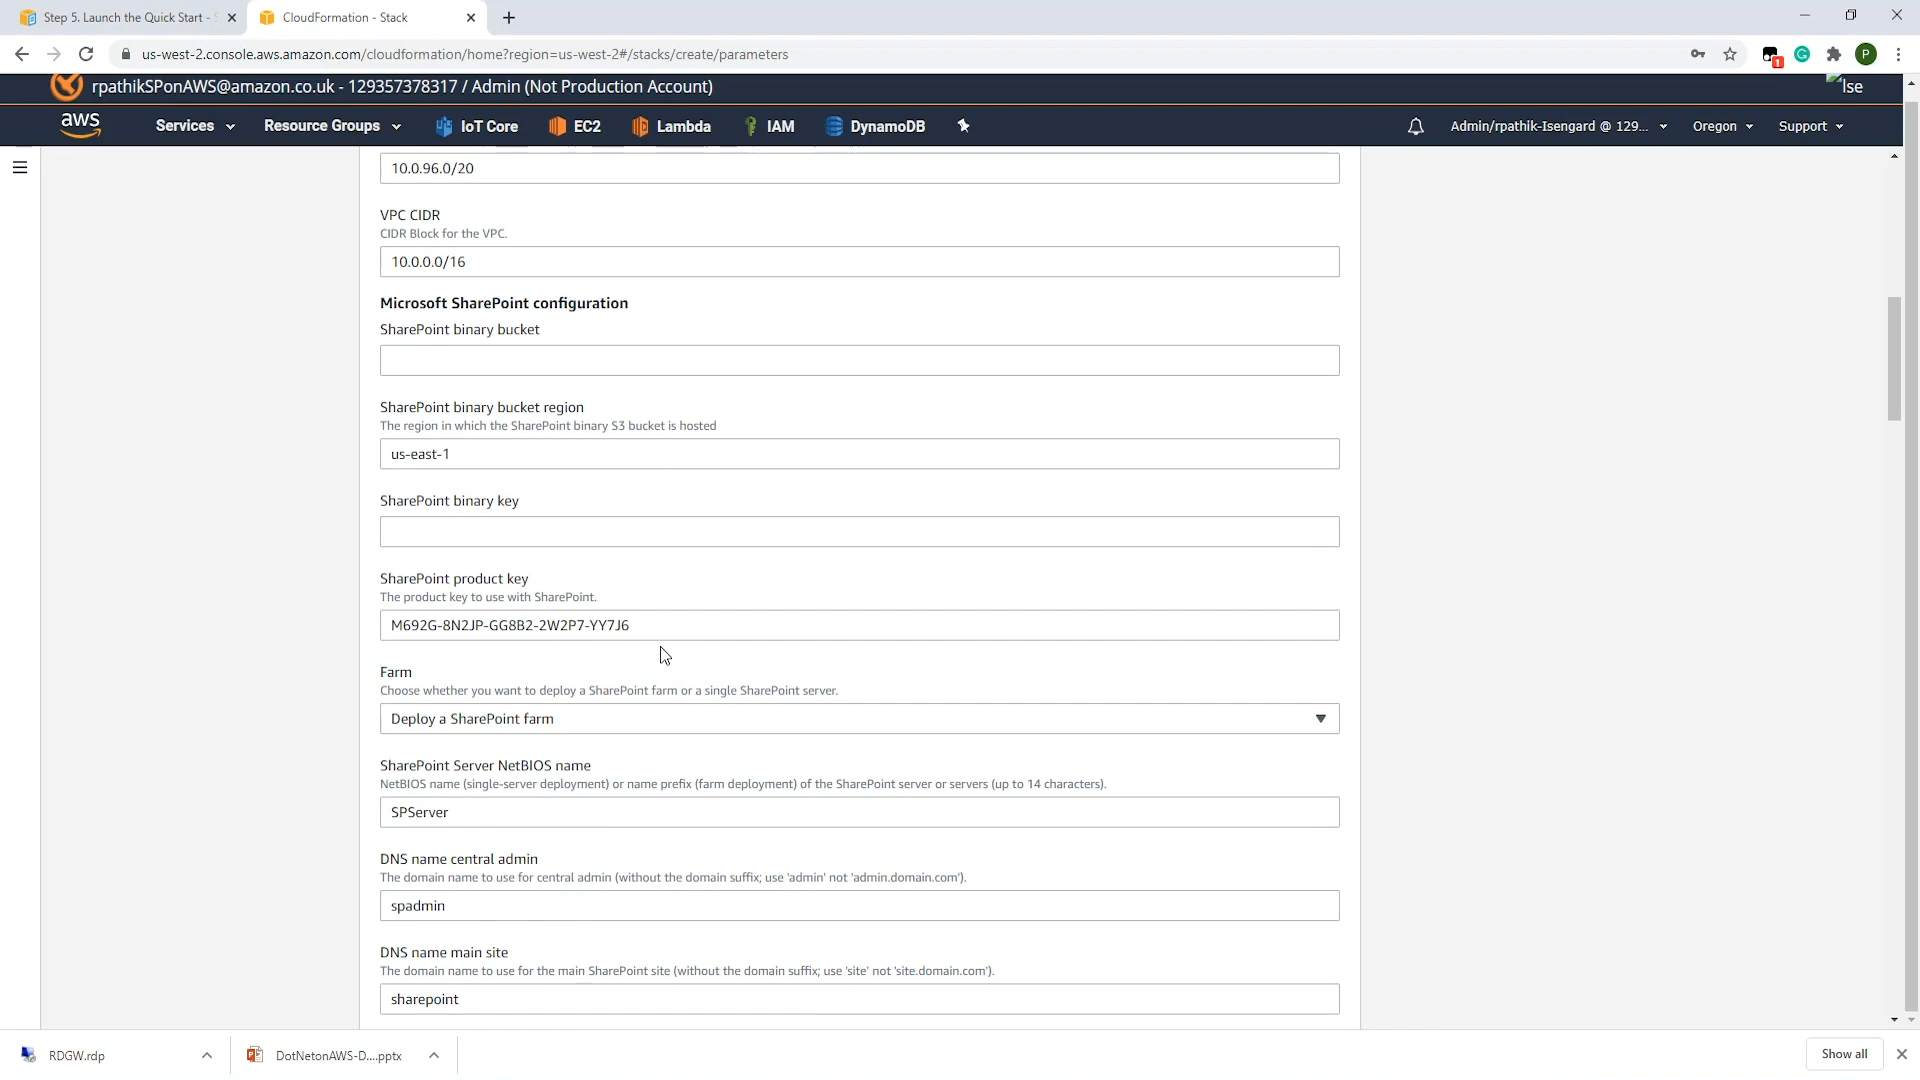 Step 5. Launch the Quick Start - S
CloudFormation - Stack
us-west-2.console.aws.amazon.com/cloudformation/home?region=us-west-2#/stacks/create/parameters
1
P
rpathikSPonAWS@amazon.co.uk - 129357378317 / Admin (Not Production Account)
Ise
aws
Services
Resource Groups
IoT Core
EC2
Lambda
IAM
DynamoDB
Admin/rpathik-Isengard @ 129...
Oregon
Support
10.0.96.0/20
VPC CIDR
CIDR Block for the VPC.
10.0.0.0/16
Microsoft SharePoint configuration
SharePoint binary bucket
SharePoint binary bucket region
The region in which the SharePoint binary S3 bucket is hosted
us-east-1
SharePoint binary key
SharePoint product key
The product key to use with SharePoint.
M692G-8N2JP-GG8B2-2W2P7-YY7J6
Farm
Choose whether you want to deploy a SharePoint farm or a single SharePoint server.
Deploy a SharePoint farm
SharePoint Server NetBIOS name
NetBIOS name (single-server deployment) or name prefix (farm deployment) of the SharePoint server or servers (up to 14 characters).
SPServer
DNS name central admin
The domain name to use for central admin (without the domain suffix; use 'admin' not 'admin.domain.com').
spadmin
DNS name main site
The domain name to use for the main SharePoint site (without the domain suffix; use 'site' not 'site.domain.com').
sharepoint
RDGW.rdp
DotNetonAWS-D....pptx
Show all